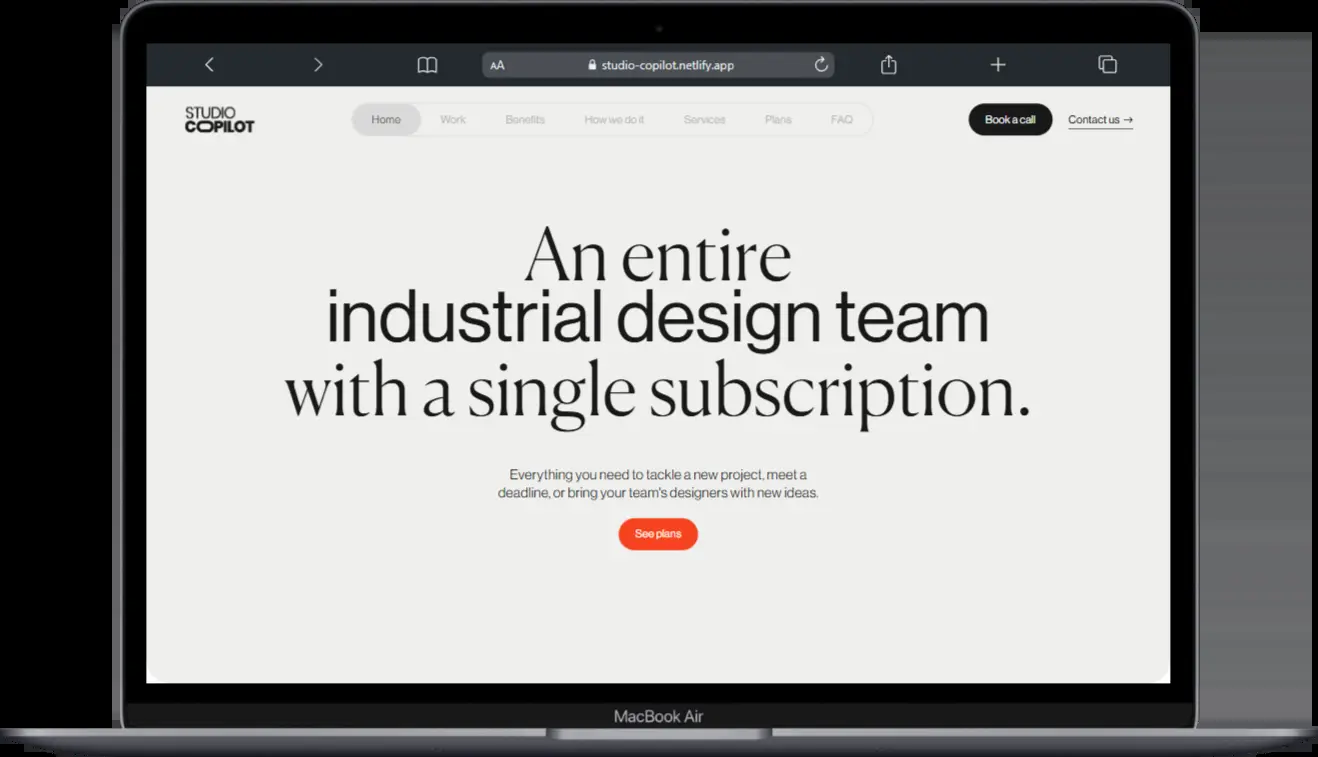 AA
studio-copilot.netlify.app
STUDIO
COPILOT
Home Work Benefits How we do it Services Plans FAQ
Book a call
Contact us →
An entire
industrial design team
with a single subscription.
Everything you need to tackle a new project, meet a
deadline, or bring your team's designers with new ideas.
See plans
MacBook Air